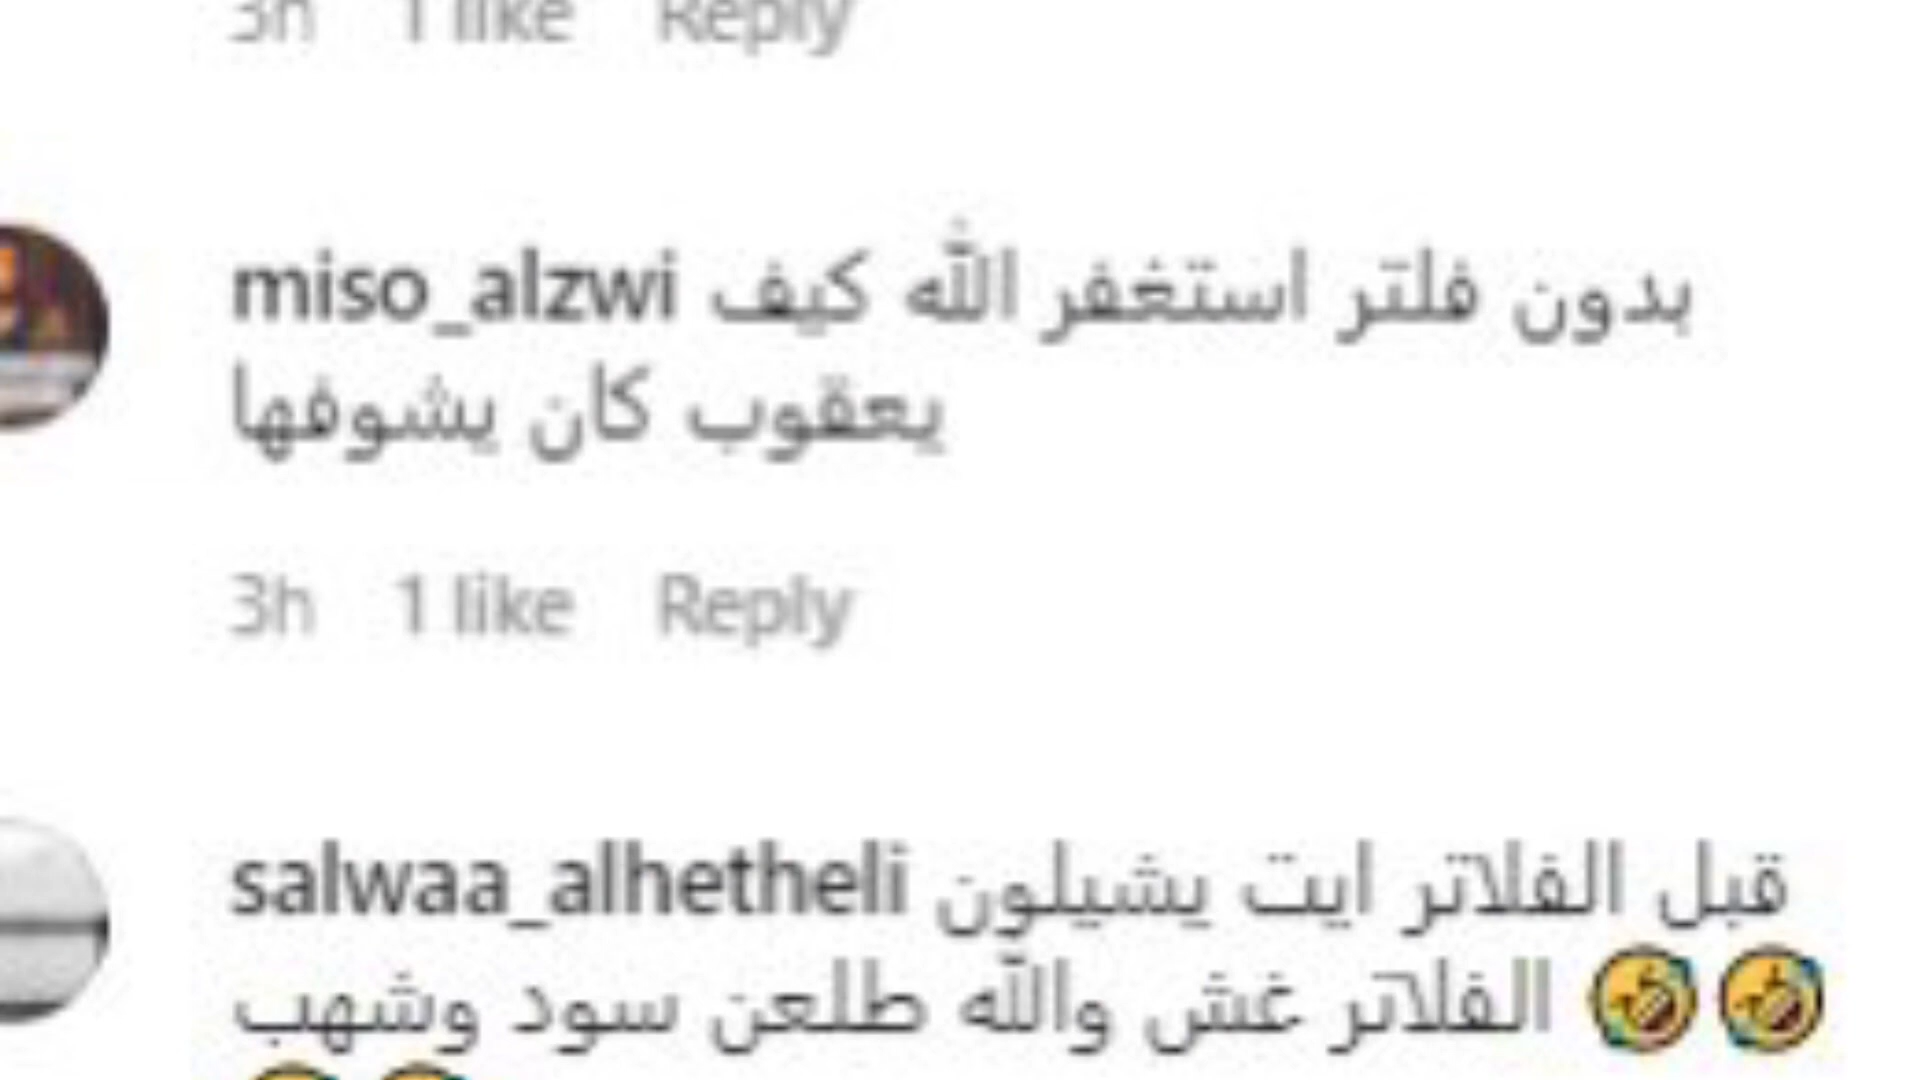 3h 1 like Reply
miso_alzwi بدون فلتر استغفر الله كيف
يعقوب كان يشوفها
3h 1 like Reply
salwaa_alhetheli قبل الفلاتر ايت يشيلون
الفلاتر غش والله طلعن سود وشهب 🤣🤣